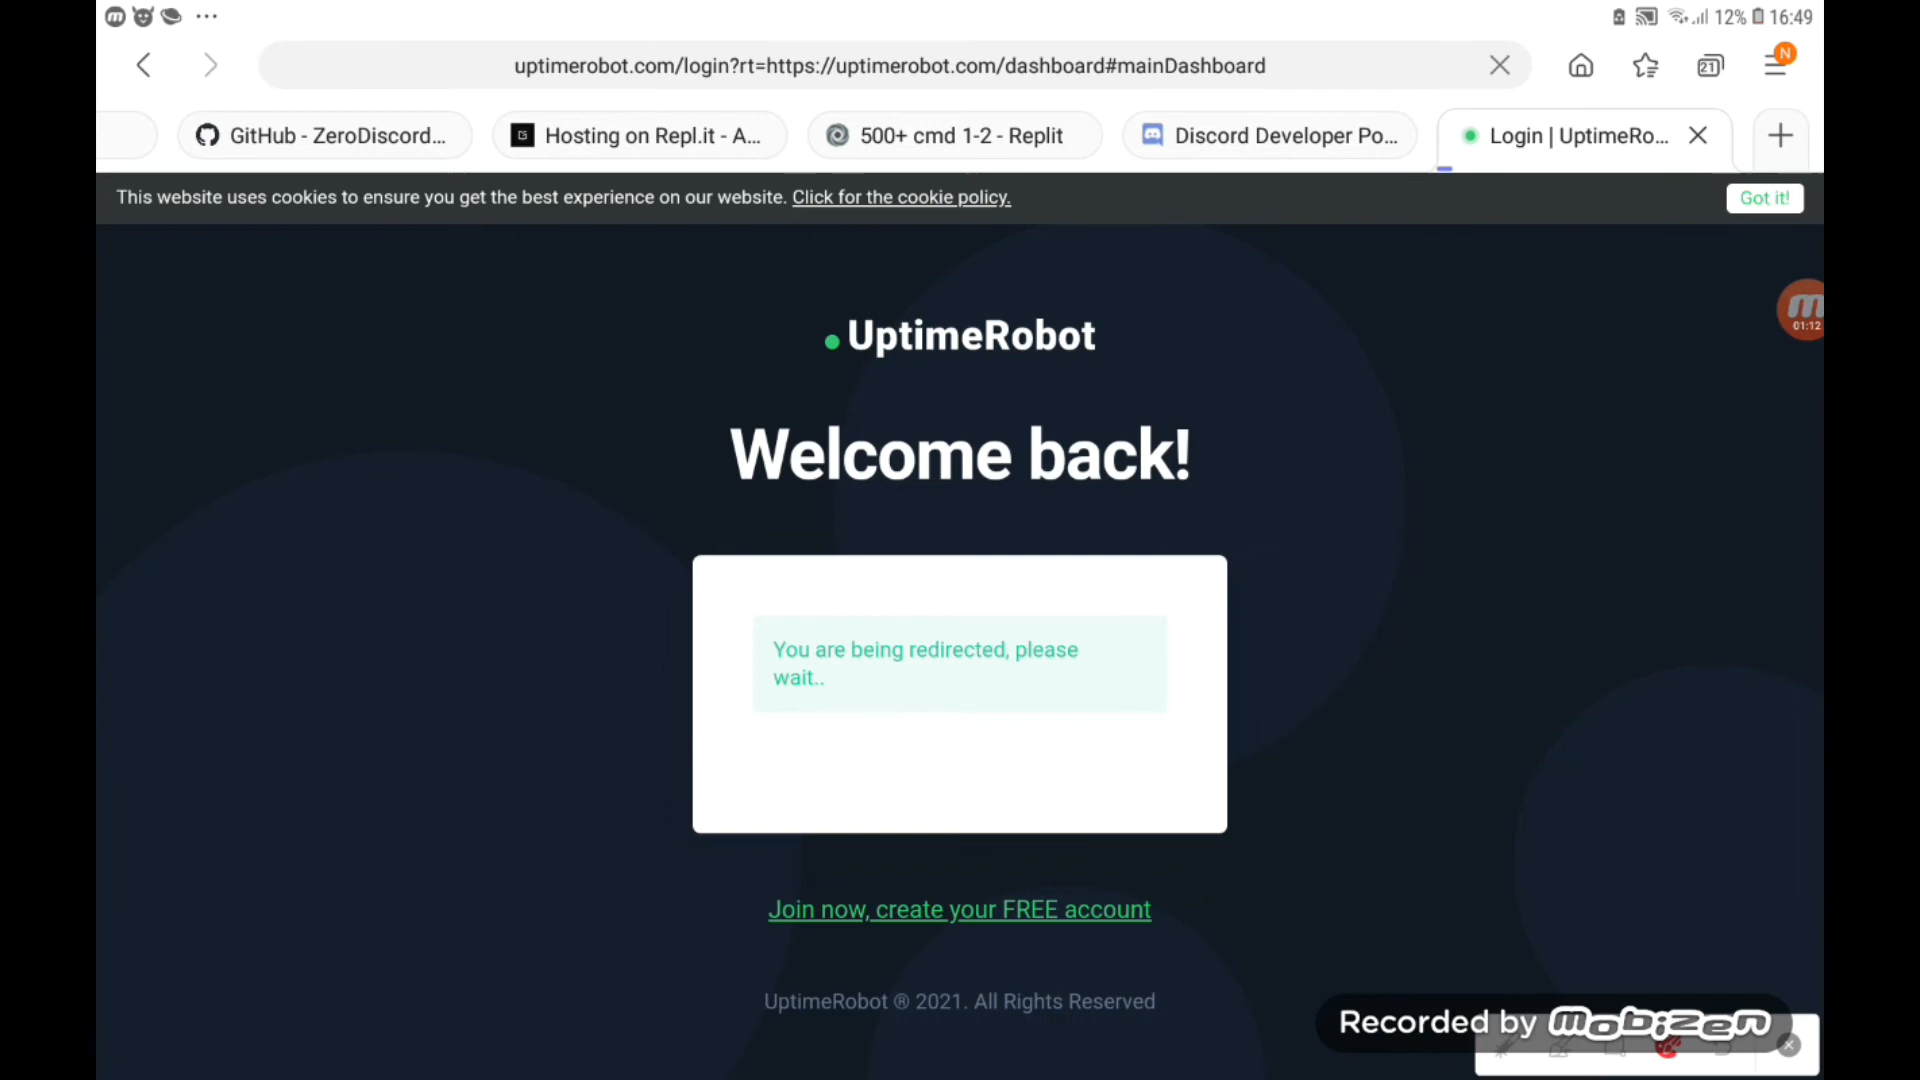 12% 16:49
uptimerobot.com/login?rt=https://uptimerobot.com/dashboard#mainDashboard
21
N
GitHub - ZeroDiscord...
Hosting on Repl.it - A...
500+ cmd 1-2 - Replit
Discord Developer Po...
Login | UptimeRo...
This website uses cookies to ensure you get the best experience on our website. Click for the cookie policy.
Got it!
01:12
UptimeRobot
Welcome back!
You are being redirected, please
wait..
Join now, create your FREE account
UptimeRobot ® 2021. All Rights Reserved
Recorded by mobizen